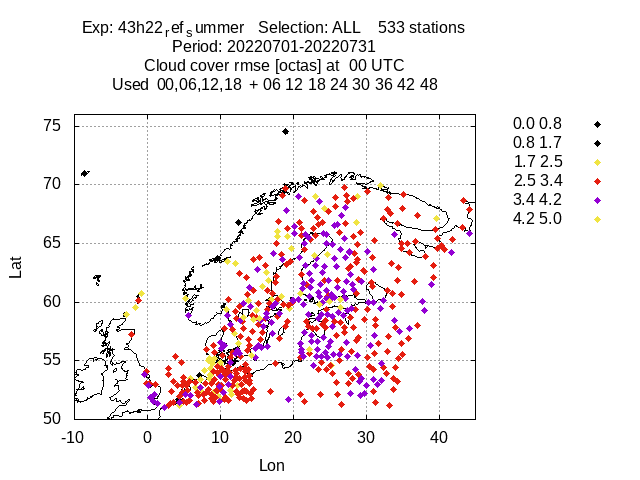 Exp: 43h22refsummer Selection: ALL 533 stations
Period: 20220701-20220731
Cloud cover rmse [octas] at 00 UTC
Used 00,06,12,18 + 06 12 18 24 30 36 42 48
0.0 0.8
0.8 1.7
1.7 2.5
2.5 3.4
3.4 4.2
4.2 5.0
75
70
65
60
55
50
Lat
-10 0 10 20 30 40
Lon